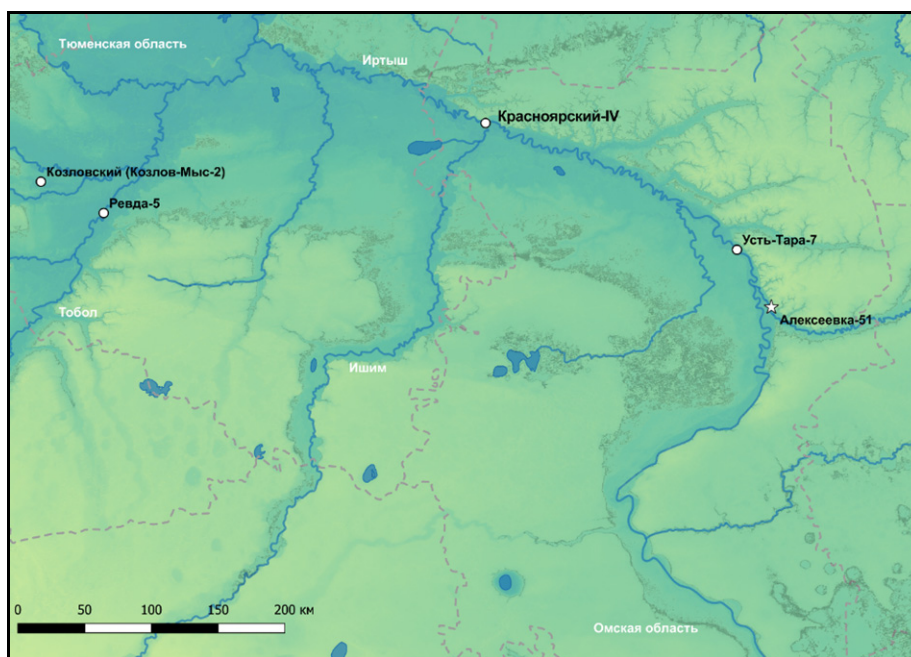 Тюменская область
Иртыш
Красноярский-IV
Козловский (Козлов-Мыс-2)
Ревда-5
Усть-Тара-7
Тобол
Алексеевка-51
Ишим
0 50 100 150 200 км
Омская область